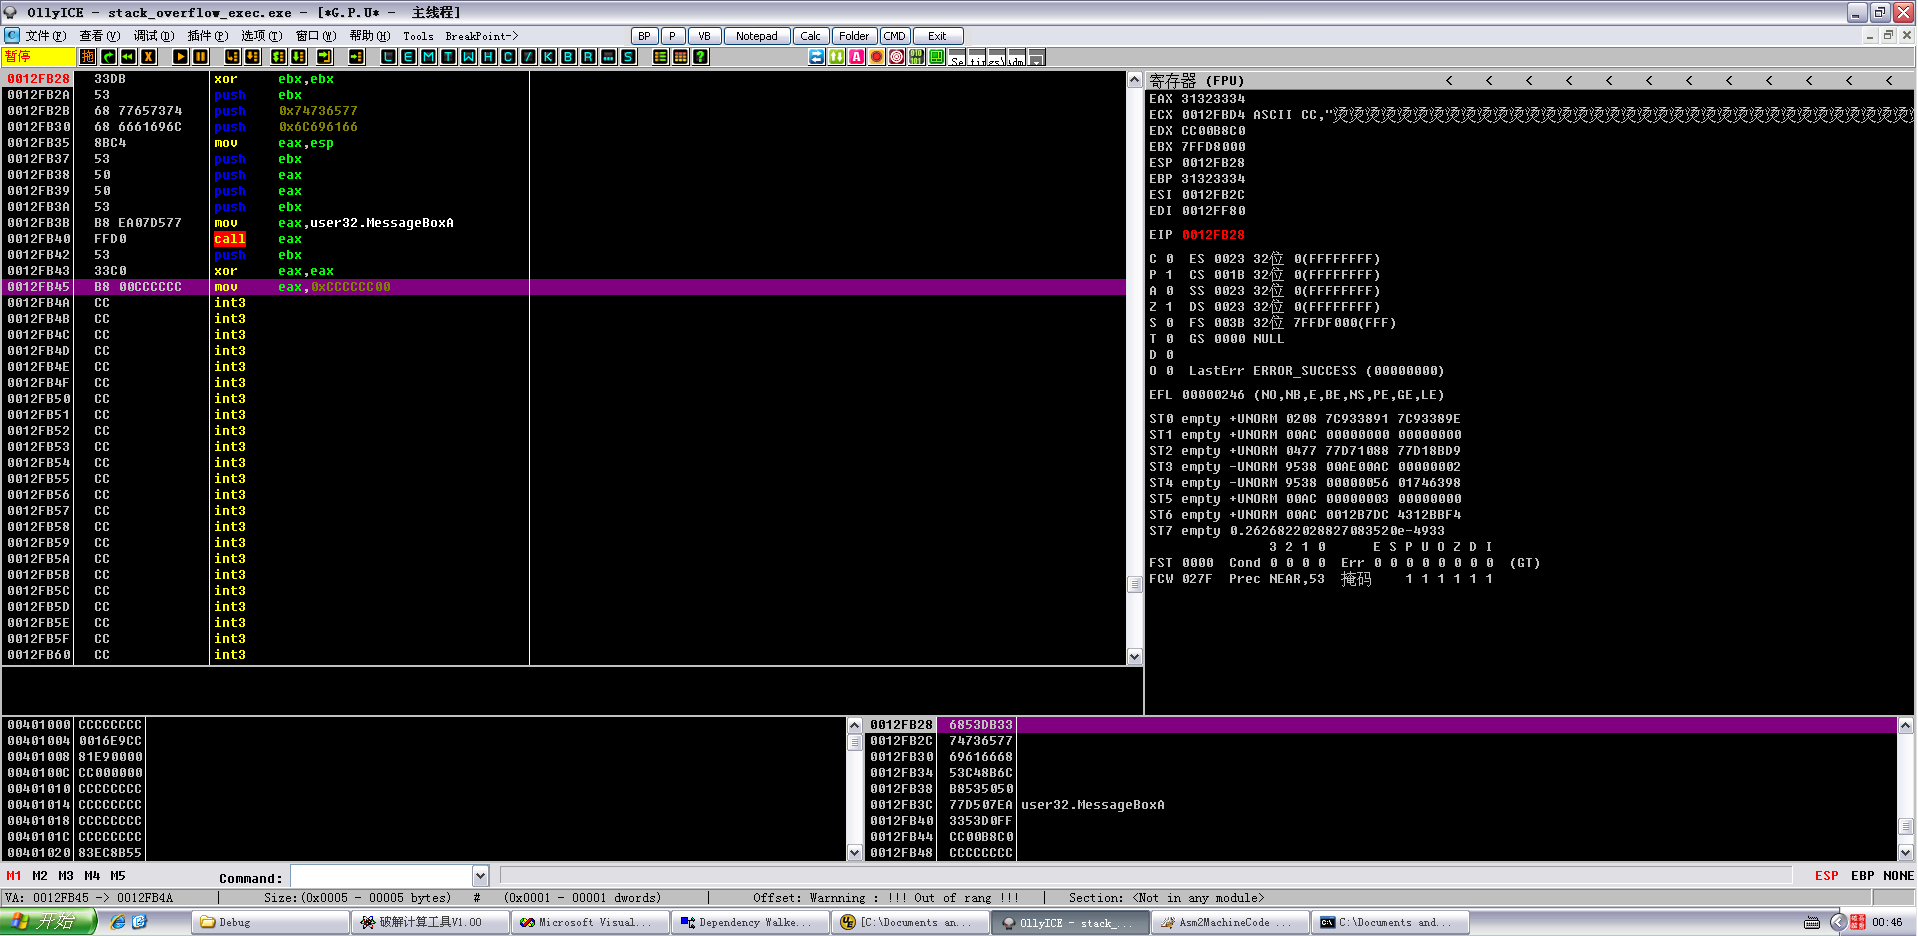 OllyICE - stack_overflow_exec.exe - [*G.P.U* - 主线程]
文件(F) 查看(V) 调试(D) 插件(P) 选项(T) 窗口(W) 帮助(H) Tools BreakPoint->
BP P VB Notepad Calc Folder CMD Exit
暂停
L E M T W H C / K B R ... S
0012FB28 33DB xor ebx,ebx
0012FB2A 53 push ebx
0012FB2B 68 77657374 push 0x74736577
0012FB30 68 6661696C push 0x6C696166
0012FB35 8BC4 mov eax,esp
0012FB37 53 push ebx
0012FB38 50 push eax
0012FB39 50 push eax
0012FB3A 53 push ebx
0012FB3B B8 EA07D577 mov eax,user32.MessageBoxA
0012FB40 FFD0 call eax
0012FB42 53 push ebx
0012FB43 33C0 xor eax,eax
0012FB45 B8 00CCCCCC mov eax,0xCCCCCC00
0012FB4A CC int3
0012FB4B CC int3
0012FB4C CC int3
0012FB4D CC int3
0012FB4E CC int3
0012FB4F CC int3
0012FB50 CC int3
0012FB51 CC int3
0012FB52 CC int3
0012FB53 CC int3
0012FB54 CC int3
0012FB55 CC int3
0012FB56 CC int3
0012FB57 CC int3
0012FB58 CC int3
0012FB59 CC int3
0012FB5A CC int3
0012FB5B CC int3
0012FB5C CC int3
0012FB5D CC int3
0012FB5E CC int3
0012FB5F CC int3
0012FB60 CC int3
寄存器 (FPU) < < < < < < < < < < < <
EAX 31323334
ECX 0012FBD4 ASCII CC,"烫烫烫烫烫烫烫烫烫烫烫烫烫烫烫烫烫烫烫烫烫烫烫烫烫烫烫烫烫烫烫烫烫烫烫烫
EDX CC00B8C0
EBX 7FFD8000
ESP 0012FB28
EBP 31323334
ESI 0012FB2C
EDI 0012FF80
EIP 0012FB28
C 0 ES 0023 32位 0(FFFFFFFF)
P 1 CS 001B 32位 0(FFFFFFFF)
A 0 SS 0023 32位 0(FFFFFFFF)
Z 1 DS 0023 32位 0(FFFFFFFF)
S 0 FS 003B 32位 7FFDF000(FFF)
T 0 GS 0000 NULL
D 0
O 0 LastErr ERROR_SUCCESS (00000000)
EFL 00000246 (NO,NB,E,BE,NS,PE,GE,LE)
ST0 empty +UNORM 0208 7C933891 7C93389E
ST1 empty +UNORM 00AC 00000000 00000000
ST2 empty +UNORM 0477 77D71088 77D18BD9
ST3 empty -UNORM 9538 00AE00AC 00000002
ST4 empty -UNORM 9538 00000056 01746398
ST5 empty +UNORM 00AC 00000003 00000000
ST6 empty +UNORM 00AC 0012B7DC 4312BBF4
ST7 empty 0.2626822028827083520e-4933
3 2 1 0 E S P U O Z D I
FST 0000 Cond 0 0 0 0 Err 0 0 0 0 0 0 0 0 (GT)
FCW 027F Prec NEAR,53 掩码 1 1 1 1 1 1
00401000 CCCCCCCC
00401004 0016E9CC
00401008 81E90000
0040100C CC000000
00401010 CCCCCCCC
00401014 CCCCCCCC
00401018 CCCCCCCC
0040101C CCCCCCCC
00401020 83EC8B55
0012FB28 6853DB33
0012FB2C 74736577
0012FB30 69616668
0012FB34 53C48B6C
0012FB38 B8535050
0012FB3C 77D507EA user32.MessageBoxA
0012FB40 3353D0FF
0012FB44 CC00B8C0
0012FB48 CCCCCCCC
M1 M2 M3 M4 M5 Command: ESP EBP NONE
VA: 0012FB45 -> 0012FB4A Size:(0x0005 - 00005 bytes) # (0x0001 - 00001 dwords) Offset: Warnning : !!! Out of rang !!! Section: <Not in any module>
开始 Debug 破解计算工具V1.00 Microsoft Visual... Dependency Walke... [C:\Documents an... OllyICE - stack_... Asm2MachineCode ... C:\Documents and... 00:46